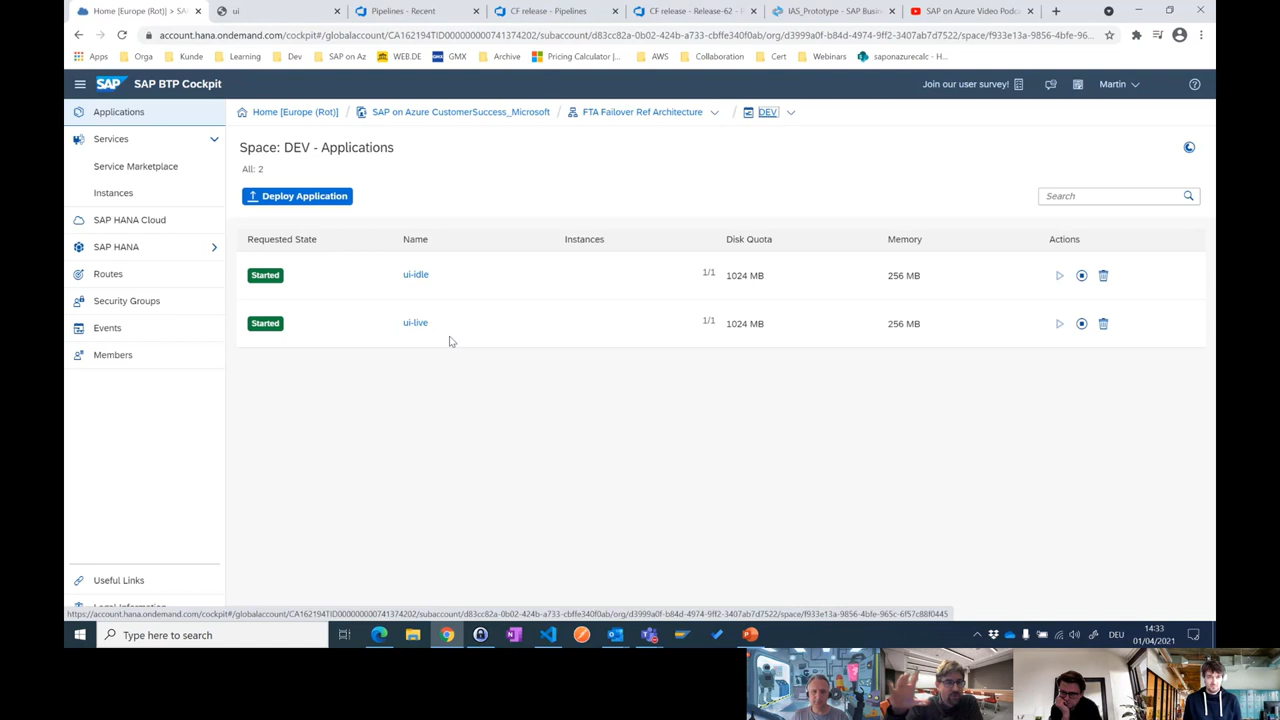 Home [Europe (Rot)] > SA
ui
Pipelines - Recent
CF release - Pipelines
CF release - Release-62 - P
IAS_Prototype - SAP Busin
SAP on Azure Video Podc
account.hana.ondemand.com/cockpit#/globalaccount/CA162194TID000000000741374202/subaccount/d83cc82a-0b02-424b-a733-cbffe340f0ab/org/d3999a0f-b84d-4974-9ff2-3407ab7d7522/space/f933e13a-9856-4bfe-96...
Apps
Orga
Kunde
Learning
Dev
SAP on Az
WEB.DE
GMX
Archive
Pricing Calculator |...
AWS
Collaboration
Cert
Webinars
saponazurecalc - H...
SAP
SAP BTP Cockpit
Join our user survey!
Martin
Applications
Home [Europe (Rot)] / SAP on Azure CustomerSuccess_Microsoft / FTA Failover Ref Architecture / DEV
Services
Service Marketplace
Instances
SAP HANA Cloud
SAP HANA
Routes
Security Groups
Events
Members
Useful Links
Legal Information
Space: DEV - Applications
All: 2
Deploy Application
Search
Requested State
Name
Instances
Disk Quota
Memory
Actions
Started
ui-idle
1/1
1024 MB
256 MB
Started
ui-live
1/1
1024 MB
256 MB
https://account.hana.ondemand.com/cockpit#/globalaccount/CA162194TID000000000741374202/subaccount/d83cc82a-0b02-424b-a733-cbffe340f0ab/org/d3999a0f-b84d-4974-9ff2-3407ab7d7522/space/f933e13a-9856-4bfe-965c-6f57c88f0445
Type here to search
DEU
14:33
01/04/2021